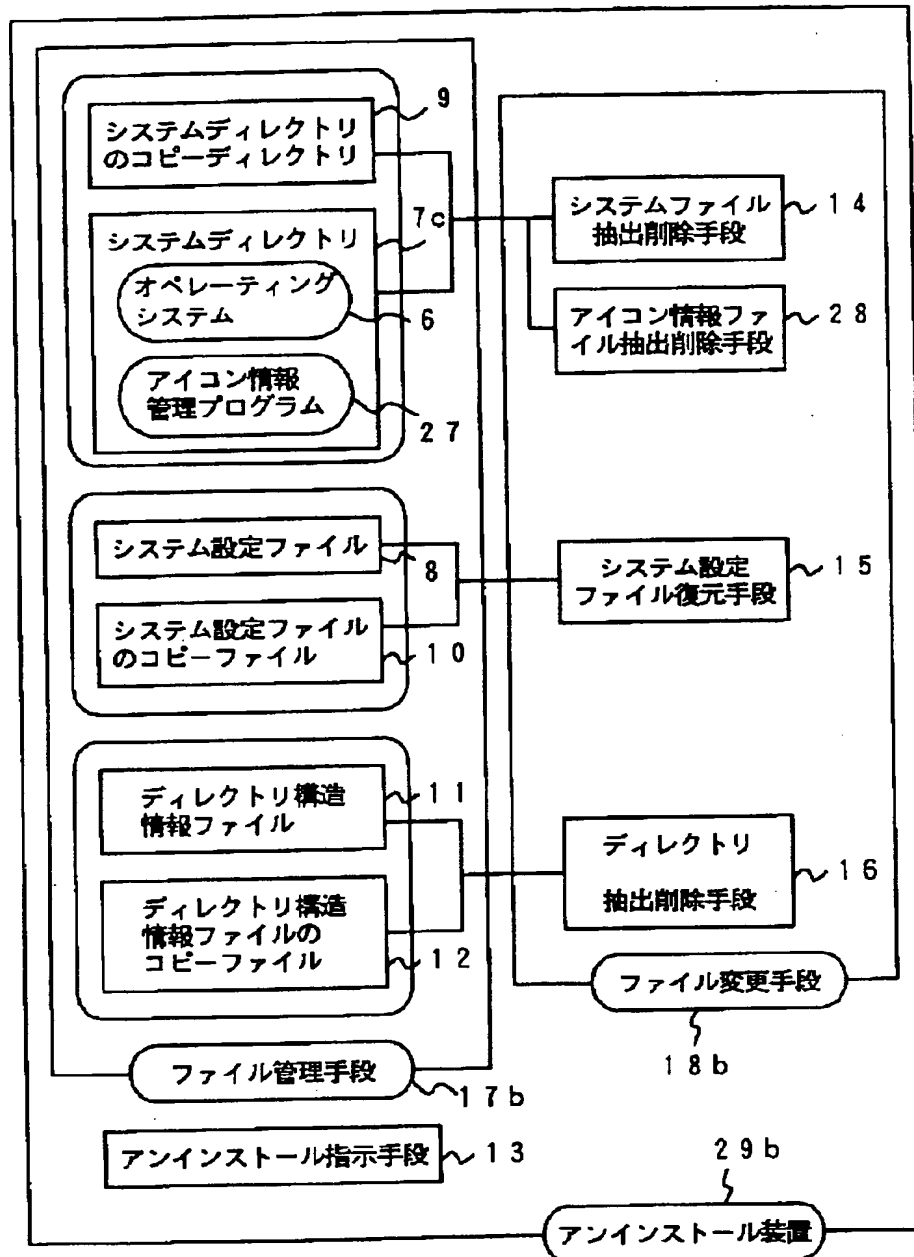 システムディレクトリ
のコピーディレクトリ
9
システムディレクトリ
7c
オペレーティング
システム
6
アイコン情報
管理プログラム
27
システムファイル
抽出削除手段
14
アイコン情報ファ
イル抽出削除手段
28
システム設定ファイル
8
システム設定ファイル
のコピーファイル
10
システム設定
ファイル復元手段
15
ディレクトリ構造
情報ファイル
11
ディレクトリ構造
情報ファイルの
コピーファイル
12
ディレクトリ
抽出削除手段
16
ファイル変更手段
18b
ファイル管理手段
17b
アンインストール指示手段
13
29b
アンインストール装置